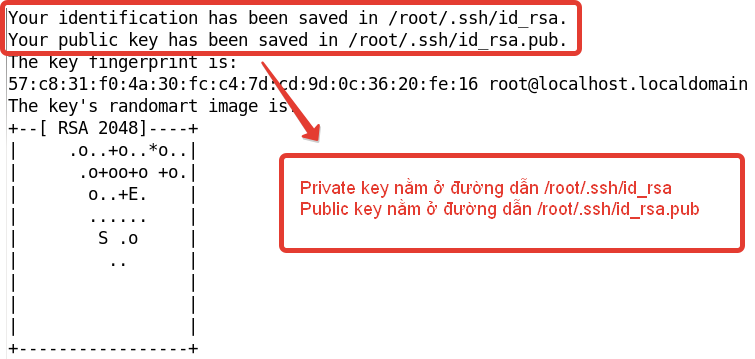 Your identification has been saved in /root/.ssh/id_rsa.
Your public key has been saved in /root/.ssh/id_rsa.pub.
The key fingerprint is:
57:c8:31:f0:4a:30:fc:c4:7d:cd:9d:0c:36:20:fe:16 root@localhost.localdomain
The key's randomart image is:
+--[ RSA 2048]----+
|     .o..+o..*o..|
|      .o+oo+o +o.|
|       o..+E.    |
|       ......    |
|        S .o     |
|         ..      |
|                 |
|                 |
|                 |
+-----------------+
Private key nằm ở đường dẫn /root/.ssh/id_rsa
Public key nằm ở đường dẫn /root/.ssh/id_rsa.pub